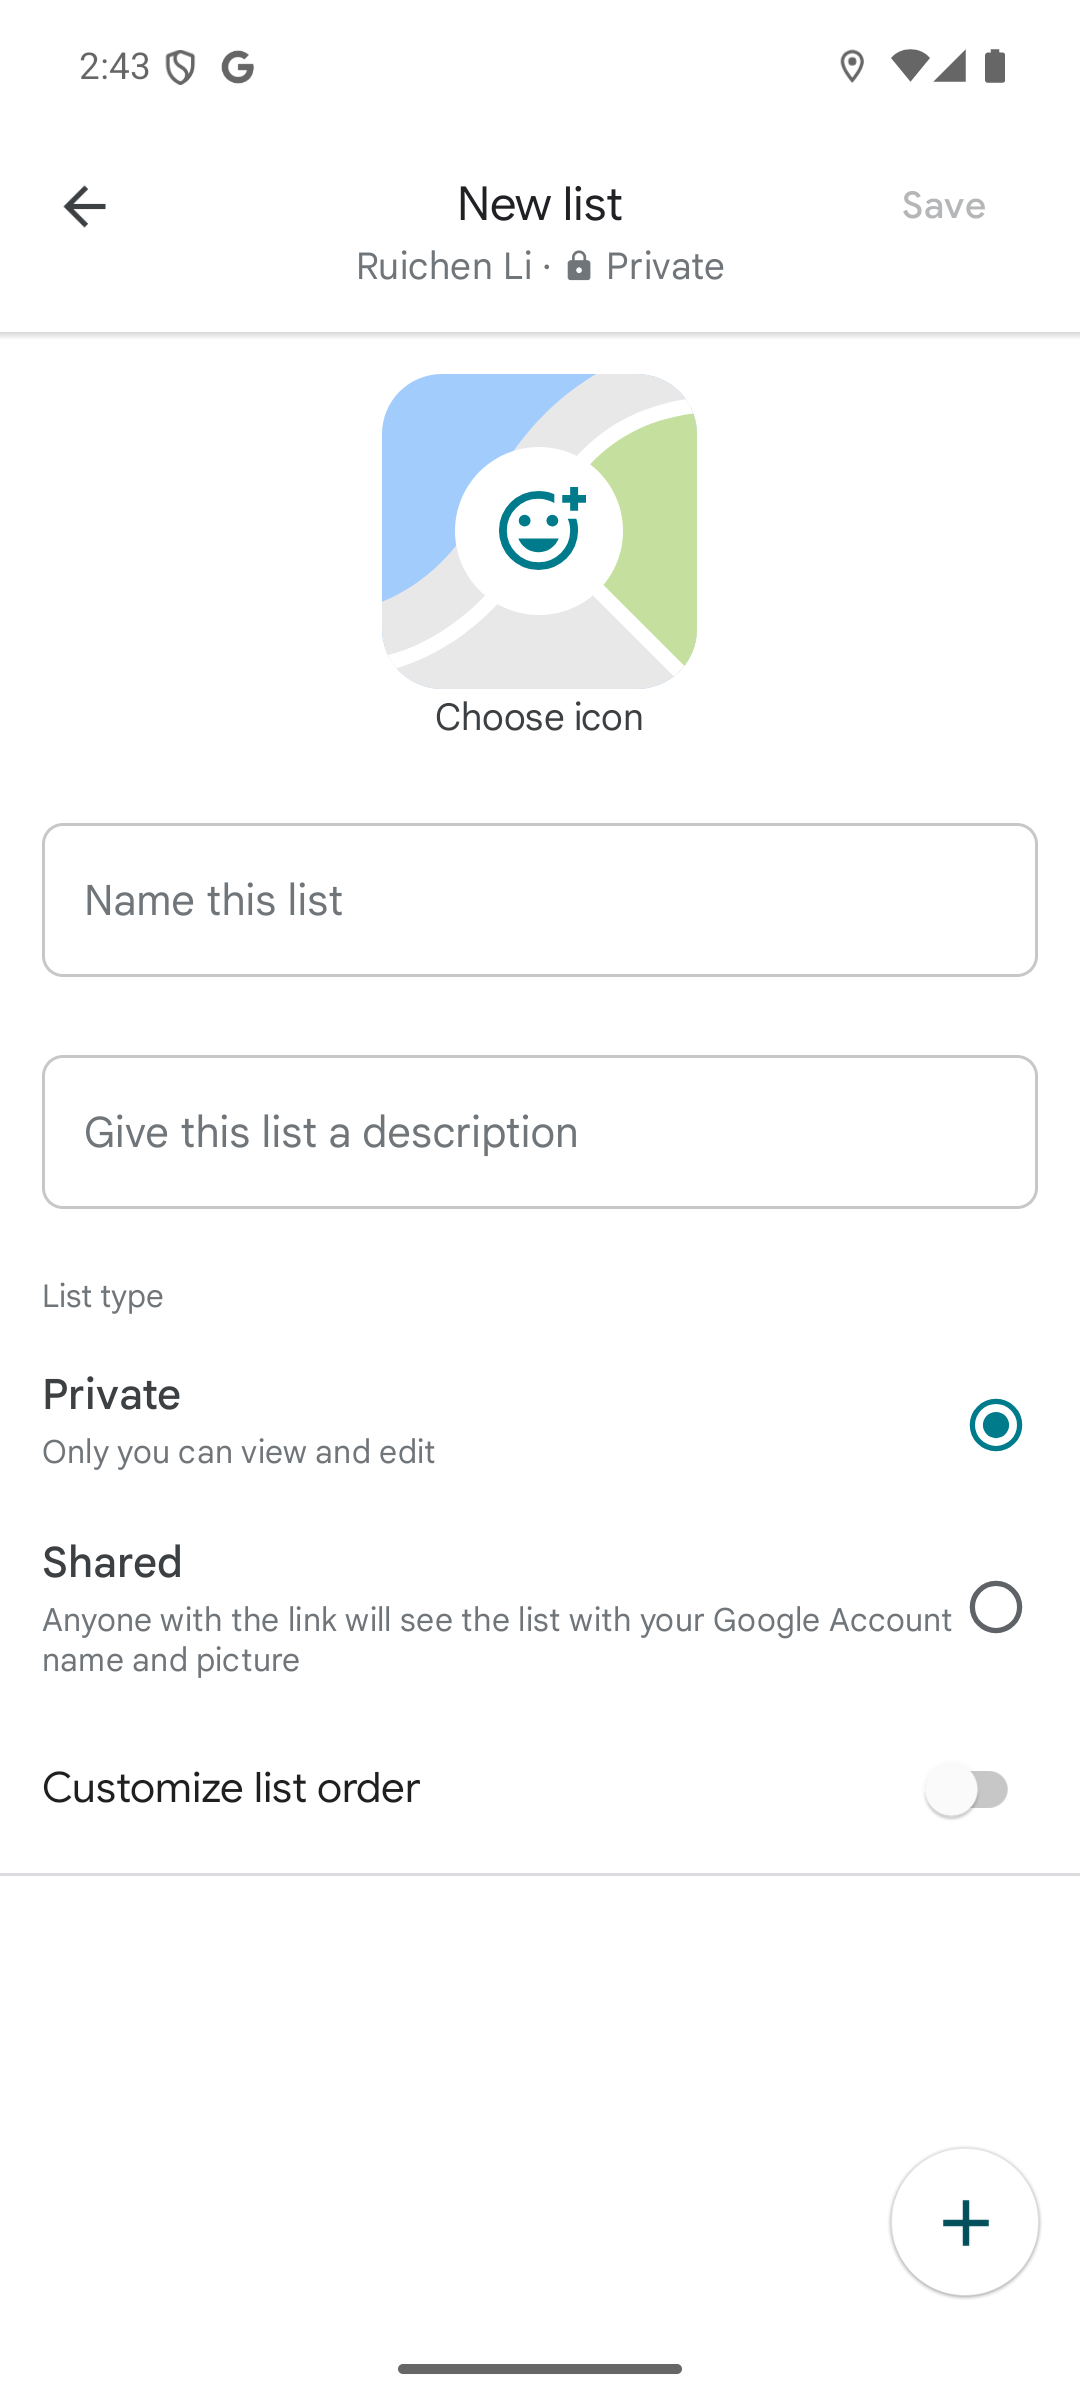 2:43
New list
Save
Ruichen Li · Private
Choose icon
Name this list
Give this list a description
List type
Private
Only you can view and edit
Shared
Anyone with the link will see the list with your Google Account
name and picture
Customize list order